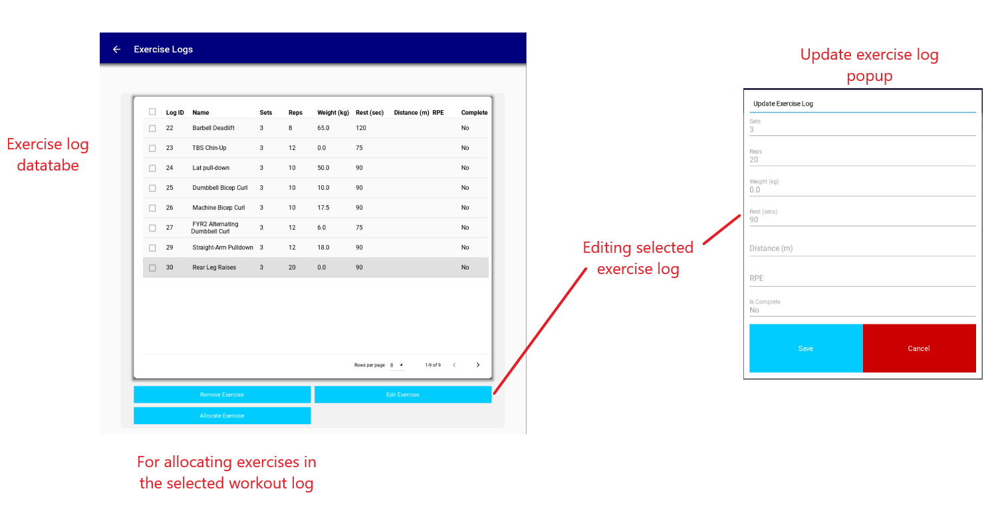 Exercise Logs
Exercise log
datatabe
Log ID Name Sets Reps Weight (kg) Rest (sec) Distance (m) RPE Complete
22 Barbell Deadlift 3 8 65.0 120 No
23 TBS Chin-Up 3 12 0.0 75 No
24 Lat pull-down 3 10 50.0 90 No
25 Dumbbell Bicep Curl 3 10 10.0 90 No
26 Machine Bicep Curl 3 10 17.5 90 No
27 FYR2 Alternating
Dumbbell Curl 3 12 6.0 75 No
29 Straight-Arm Pulldown 3 12 18.0 90 No
30 Rear Leg Raises 3 20 0.0 90 No
Rows per page 8 1-9 of 9
Remove Exercise Edit Exercise
Allocate Exercise
For allocating exercises in
the selected workout log
Editing selected
exercise log
Update exercise log
popup
Update Exercise Log
Sets
3
Reps
20
Weight (kg)
0.0
Rest (secs)
90
Distance (m)
RPE
Is Complete
No
Save Cancel